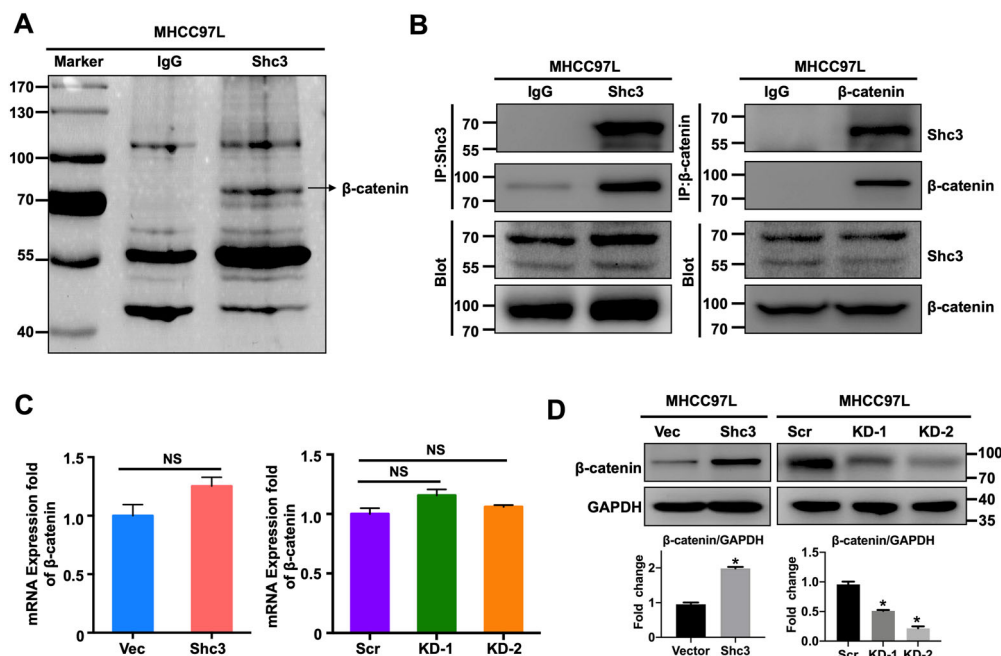 A
MHCC97L
Marker IgG Shc3
170
130
100
70
55
40
β-catenin
B
MHCC97L
IgG Shc3
IP:Shc3
70
55
100
70
Blot
70
55
100
70
MHCC97L
IgG β-catenin
IP:β-catenin
70
55
Shc3
100
70
β-catenin
Blot
70
55
Shc3
100
70
β-catenin
C
mRNA Expression fold
of β-catenin
1.5
1.0
0.5
0
NS
Vec Shc3
mRNA Expression fold
of β-catenin
1.5
1.0
0.5
0
NS
NS
Scr KD-1 KD-2
D
MHCC97L
Vec Shc3
MHCC97L
Scr KD-1 KD-2
β-catenin
100
70
GAPDH
40
35
β-catenin/GAPDH
Fold change
2
1
0
*
Vector Shc3
β-catenin/GAPDH
Fold change
1.5
1.0
0.5
0.0
*
*
Scr KD-1 KD-2